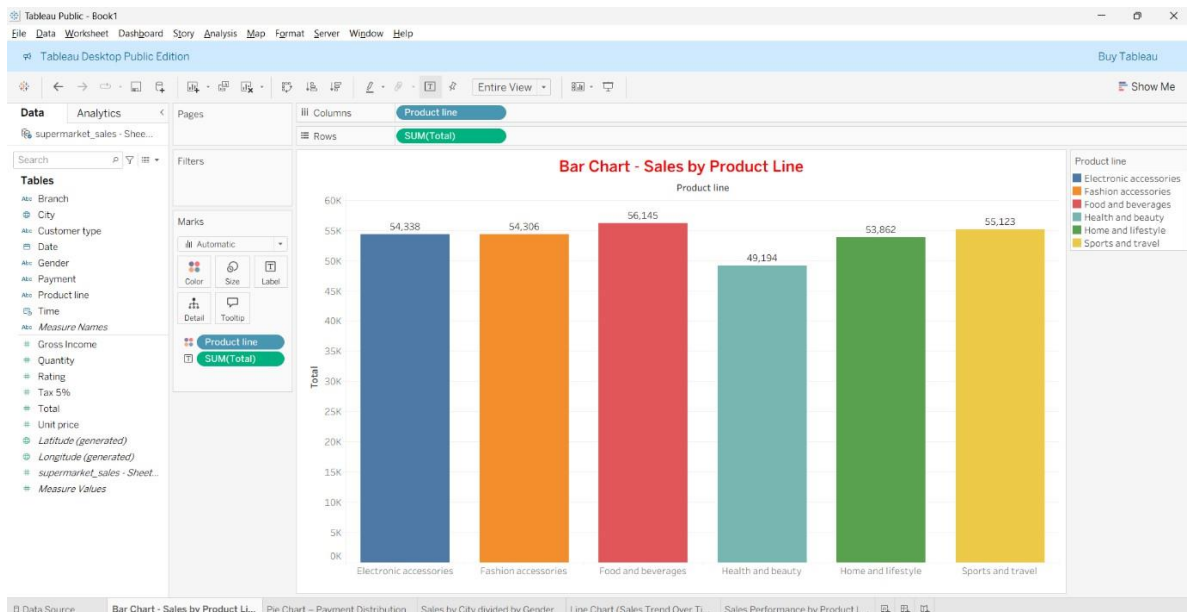 Tableau Public - Book1
File Data Worksheet Dashboard Story Analysis Map Format Server Window Help
Tableau Desktop Public Edition
Buy Tableau
Entire View
Show Me
Data Analytics
supermarket_sales - Shee...
Search
Tables
Abc Branch
City
Abc Customer type
Date
Abc Gender
Abc Payment
Abc Product line
Time
Abc Measure Names
# Gross Income
# Quantity
# Rating
# Tax 5%
# Total
# Unit price
Latitude (generated)
Longitude (generated)
# supermarket_sales - Sheet...
# Measure Values
Pages
Filters
Marks
Automatic
Color Size Label
Detail Tooltip
Product line
SUM(Total)
Columns Product line
Rows SUM(Total)
Bar Chart - Sales by Product Line
Product line
60K
55K
50K
45K
40K
35K
30K
25K
20K
15K
10K
5K
0K
Total
54,338
54,306
56,145
49,194
53,862
55,123
Electronic accessories
Fashion accessories
Food and beverages
Health and beauty
Home and lifestyle
Sports and travel
Product line
Electronic accessories
Fashion accessories
Food and beverages
Health and beauty
Home and lifestyle
Sports and travel
Data Source
Bar Chart - Sales by Product Li...
Pie Chart – Payment Distribution
Sales by City divided by Gender
Line Chart (Sales Trend Over Ti...
Sales Performance by Product L...